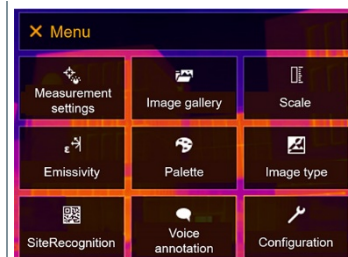 × Menu
Measurement
settings
Image gallery
Scale
ε
Emissivity
Palette
Image type
SiteRecognition
Voice
annotation
Configuration